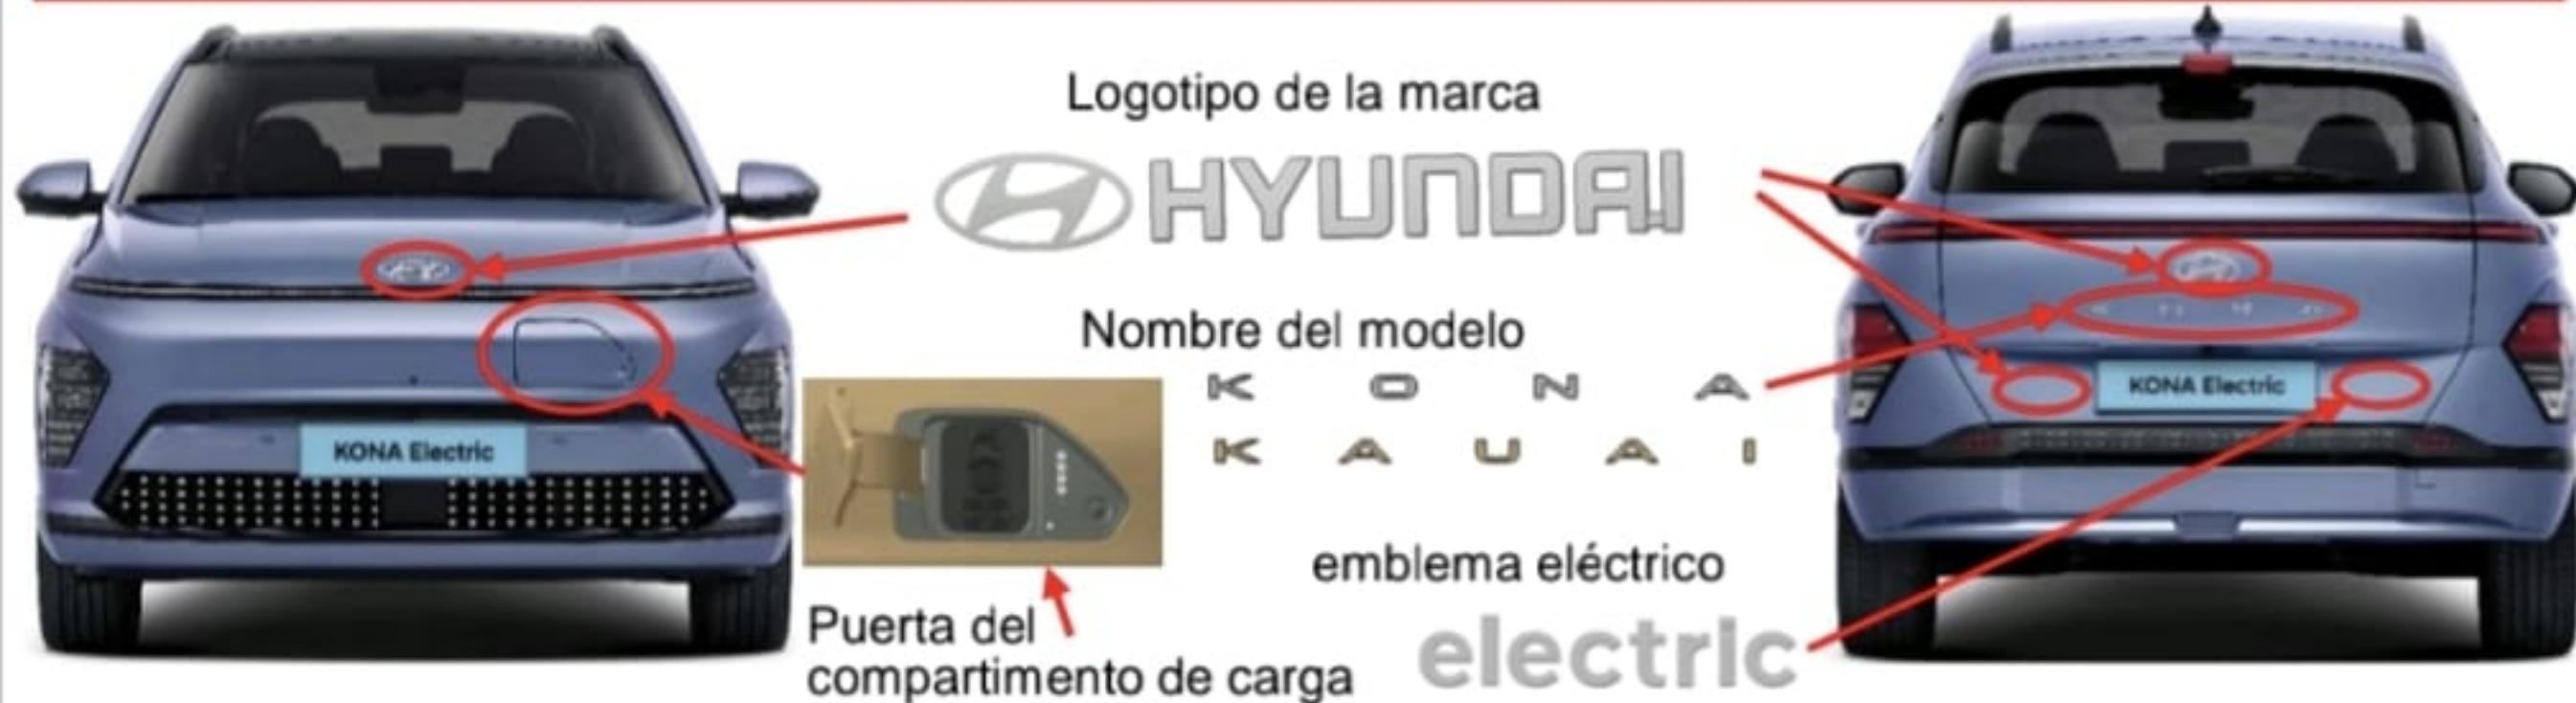 Logotipo de la marca
HYUNDAI
Nombre del modelo
K O N A
K A U A I
KONA Electric
KONA Electric
emblema eléctrico
electric
Puerta del
compartimento de carga